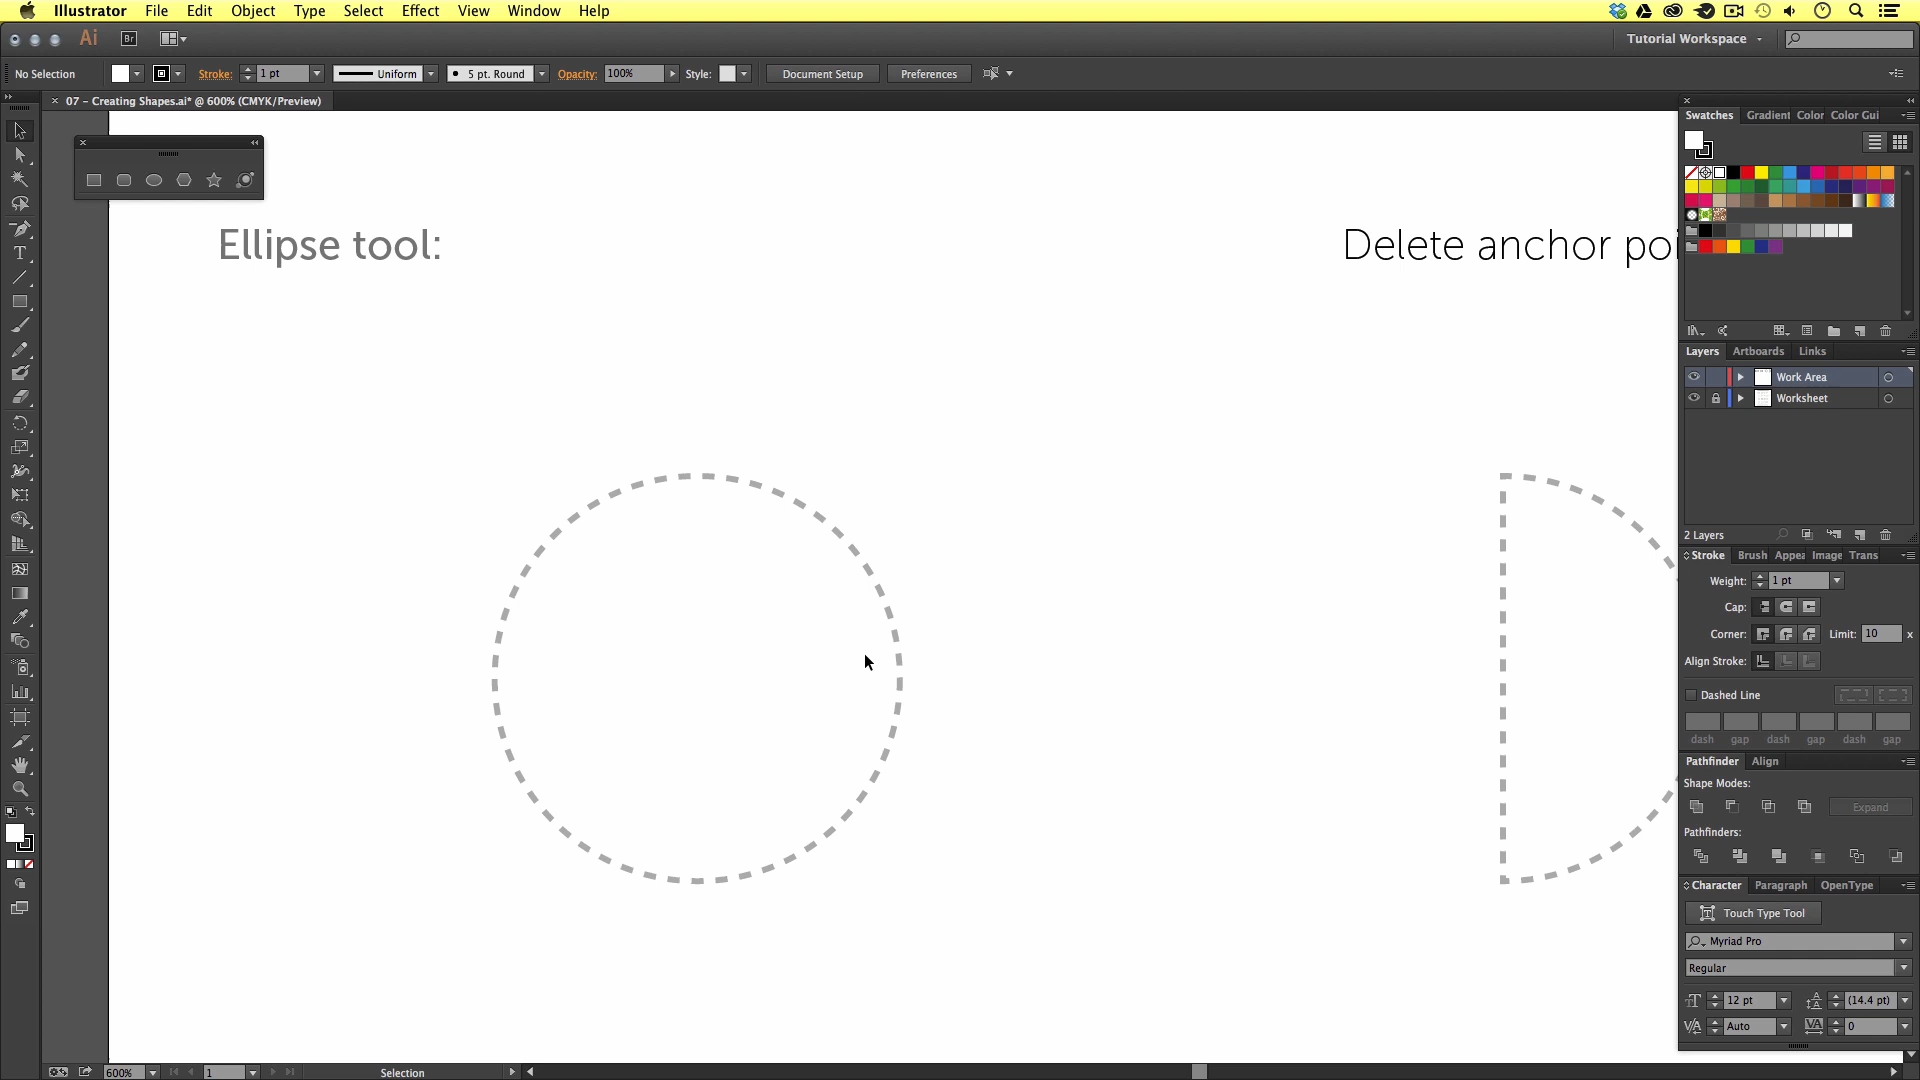 Illustrator File Edit Object Type Select Effect View Window Help
Ai Br Tutorial Workspace
No Selection Stroke: 1 pt Uniform 5 pt. Round Opacity: 100% Style: Document Setup Preferences
07 - Creating Shapes.ai* @ 600% (CMYK/Preview)
Swatches Gradient Color Color Gui
Ellipse tool:
Delete anchor poi
Layers Artboards Links
Work Area
Worksheet
2 Layers
Stroke Brush Appea Image Trans
Weight: 1 pt
Cap:
Corner: Limit: 10 x
Align Stroke:
Dashed Line
dash gap dash gap dash gap
Pathfinder Align
Shape Modes:
Expand
Pathfinders:
Character Paragraph OpenType
Touch Type Tool
Myriad Pro
Regular
12 pt (14.4 pt)
Auto 0
600% 1 Selection